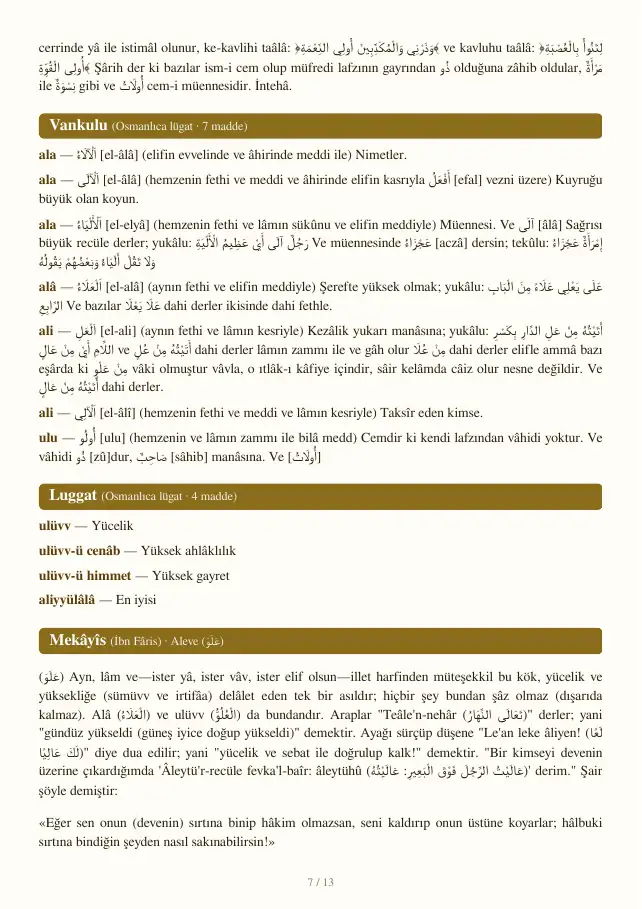 cerrinde yâ ile istimâl olunur, ke-kavlihi taâlâ: ﴿وَذَرْنِي وَالْمُكَذِّبِينَ أُولِي النَّعْمَةِ﴾ ve kavluhu taâlâ: ﴿لَتَنُوأُ بِالْعُصْبَةِ
أُولِي الْقُوَّةِ﴾ Şârih der ki bazılar ism-i cem olup müfredi lafzının gayrından ذُو olduğuna zâhib oldular, مَرْأَةٌ
ile نِسْوَةٌ gibi ve أُولَاتُ cem-i müennesidir. İntehâ.
Vankulu (Osmanlıca lügat · 7 madde)
ala — اَلْآلَاءُ [el-âlâ] (elifin evvelinde ve âhirinde meddi ile) Nimetler.
ala — اَلْآلَى [el-âlâ] (hemzenin fethi ve meddi ve âhirinde elifin kasrıyla أَفْعَلُ [efal] vezni üzere) Kuyruğu
büyük olan koyun.
ala — اَلْأَلْيَاءُ [el-elyâ] (hemzenin fethi ve lâmın sükûnu ve elifin meddiyle) Müennesi. Ve آلَى [âlâ] Sağrısı
büyük recüle derler; yukâlu: رَجُلٌ آلَى أَيْ عَظِيمُ الْأَلْيَةِ Ve müennesinde عَجْزَاءُ [aczâ] dersin; tekûlu: إِمْرَأَةٌ عَجْزَاءُ
وَلَا تَقُلْ أَلْيَاءُ وَبَعْضُهُمْ يَقُولُهُ
alâ — اَلْعَلَاءُ [el-alâ] (aynın fethi ve elifin meddiyle) Şerefte yüksek olmak; yukâlu: عَلَى يَعْلِي عَلَاءً مِنَ الْبَابِ
الرَّابِعِ Ve bazılar عَلَا يَعْلَا dahi derler ikisinde dahi fethle.
ali — اَلْعَلِ [el-ali] (aynın fethi ve lâmın kesriyle) Kezâlik yukarı manâsına; yukâlu: أَتَيْتُهُ مِنْ عَلِ الدَّارِ بِكَسْرِ
اللَّامِ أَيْ مِنْ عَالٍ ve أَتَيْتُهُ مِنْ عُلِ dahi derler lâmın zammı ile ve gâh olur مِنْ عُلَا dahi derler elifle ammâ bazı
eşârda ki مِنْ عَلْوِ vâki olmuştur vâvla, o ıtlâk-ı kâfiye içindir, sâir kelâmda câiz olur nesne değildir. Ve
أَتَيْتُهُ مِنْ عَالٍ dahi derler.
ali — اَلْآلِي [el-âlî] (hemzenin fethi ve meddi ve lâmın kesriyle) Taksîr eden kimse.
ulu — أُولُو [ulu] (hemzenin ve lâmın zammı ile bilâ medd) Cemdir ki kendi lafzından vâhidi yoktur. Ve
vâhidi ذُو [zû]dur, صَاحِبٌ [sâhib] manâsına. Ve [أُولَاتُ]
Luggat (Osmanlıca lügat · 4 madde)
ulüvv — Yücelik
ulüvv-ü cenâb — Yüksek ahlâklılık
ulüvv-ü himmet — Yüksek gayret
aliyyülâlâ — En iyisi
Mekâyîs (İbn Fâris) · Aleve (عَلَوَ)
(عَلَوَ) Ayn, lâm ve—ister yâ, ister vâv, ister elif olsun—illet harfinden müteşekkil bu kök, yücelik ve
yüksekliğe (sümüvv ve irtifâa) delâlet eden tek bir asıldır; hiçbir şey bundan şâz olmaz (dışarıda
kalmaz). Alâ (الْعَلَاءُ) ve ulüvv (الْعُلُوُّ) da bundandır. Araplar "Teâle'n-nehâr (تَعَالَى النَّهَارُ)" derler; yani
"gündüz yükseldi (güneş iyice doğup yükseldi)" demektir. Ayağı sürçüp düşene "Le'an leke âliyen! (لَعًا
لَكَ عَالِيًا)" diye dua edilir; yani "yücelik ve sebat ile doğrulup kalk!" demektir. "Bir kimseyi devenin
üzerine çıkardığımda 'Âleytü'r-recüle fevka'l-baîr: âleytühû (عَالَيْتُ الرَّجُلَ فَوْقَ الْبَعِيرِ: عَالَيْتُهُ)' derim." Şair
şöyle demiştir:
«Eğer sen onun (devenin) sırtına binip hâkim olmazsan, seni kaldırıp onun üstüne koyarlar; hâlbuki
sırtına bindiğin şeyden nasıl sakınabilirsin!»
7 / 13